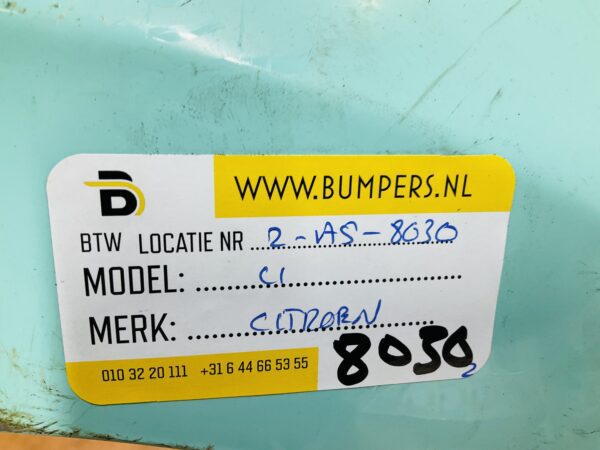 B
WWW.BUMPERS.NL
BTW LOCATIE NR 2-AS-8030
MODEL: C1
MERK: CITROEN
010 32 20 111 +31 6 44 66 53 55
8030
2